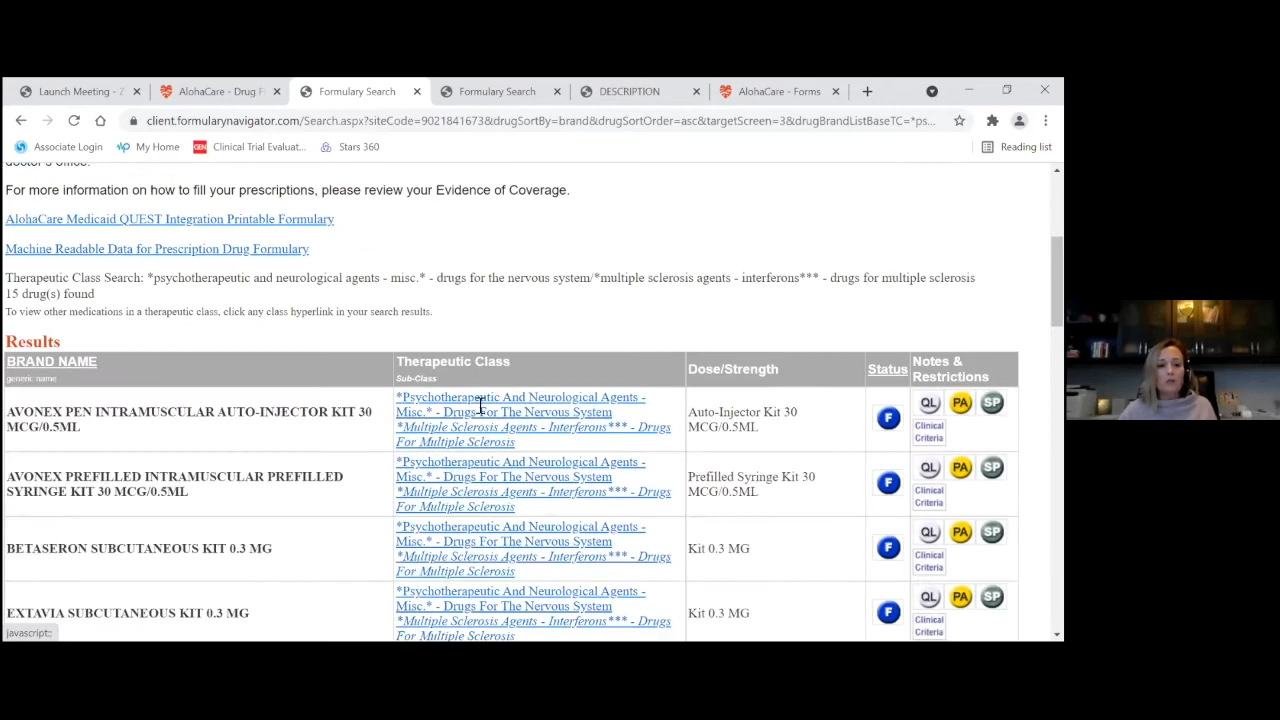 Launch Meeting - Z
AlohaCare - Drug F
Formulary Search
Formulary Search
DESCRIPTION
AlohaCare - Forms
client.formularynavigator.com/Search.aspx?siteCode=9021841673&drugSortBy=brand&drugSortOrder=asc&targetScreen=3&drugBrandListBaseTC=*ps...
Associate Login
My Home
GEN
Clinical Trial Evaluat...
Stars 360
Reading list
doctor's office.
For more information on how to fill your prescriptions, please review your Evidence of Coverage.
AlohaCare Medicaid QUEST Integration Printable Formulary
Machine Readable Data for Prescription Drug Formulary
Therapeutic Class Search: *psychotherapeutic and neurological agents - misc.* - drugs for the nervous system/*multiple sclerosis agents - interferons*** - drugs for multiple sclerosis
15 drug(s) found
To view other medications in a therapeutic class, click any class hyperlink in your search results.
Results
BRAND NAME
generic name
Therapeutic Class
Sub-Class
Dose/Strength
Status
Notes &
Restrictions
AVONEX PEN INTRAMUSCULAR AUTO-INJECTOR KIT 30
MCG/0.5ML
*Psychotherapeutic And Neurological Agents -
Misc.* - Drugs For The Nervous System
*Multiple Sclerosis Agents - Interferons*** - Drugs
For Multiple Sclerosis
Auto-Injector Kit 30
MCG/0.5ML
F
QL PA SP
Clinical
Criteria
AVONEX PREFILLED INTRAMUSCULAR PREFILLED
SYRINGE KIT 30 MCG/0.5ML
*Psychotherapeutic And Neurological Agents -
Misc.* - Drugs For The Nervous System
*Multiple Sclerosis Agents - Interferons*** - Drugs
For Multiple Sclerosis
Prefilled Syringe Kit 30
MCG/0.5ML
F
QL PA SP
Clinical
Criteria
BETASERON SUBCUTANEOUS KIT 0.3 MG
*Psychotherapeutic And Neurological Agents -
Misc.* - Drugs For The Nervous System
*Multiple Sclerosis Agents - Interferons*** - Drugs
For Multiple Sclerosis
Kit 0.3 MG
F
QL PA SP
Clinical
Criteria
EXTAVIA SUBCUTANEOUS KIT 0.3 MG
*Psychotherapeutic And Neurological Agents -
Misc.* - Drugs For The Nervous System
*Multiple Sclerosis Agents - Interferons*** - Drugs
For Multiple Sclerosis
Kit 0.3 MG
F
QL PA SP
Clinical
Criteria
javascript:;